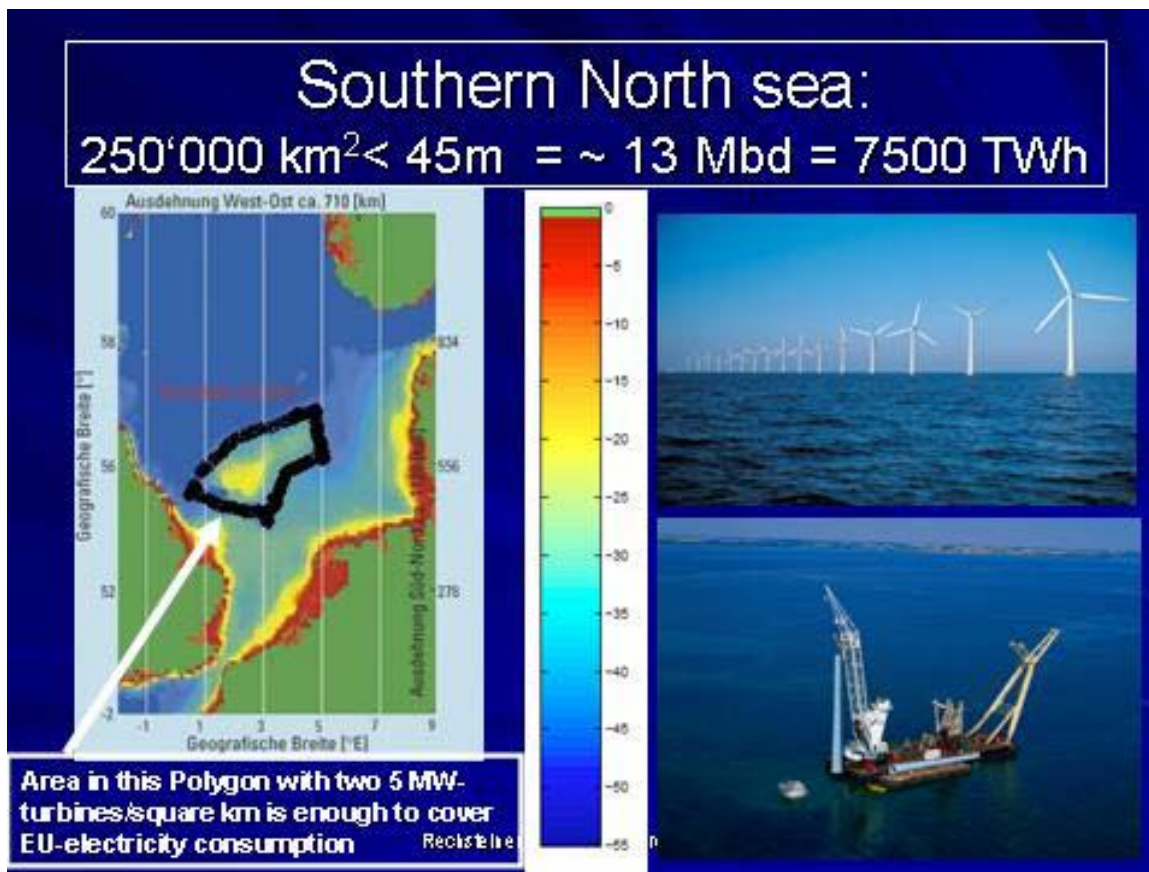 Southern North sea:
250‘000 km²< 45m = ~ 13 Mbd = 7500 TWh
Ausdehnung West-Ost ca. 710 [km]
60
58
56
52
-2
834
556
278
Geografische Breite [°]
Ausdehnung Süd-Nord
-1
1
3
5
7
9
Geografische Breite [°E]
0
-5
-10
-15
-20
-25
-30
-35
-40
-45
-50
-55
Area in this Polygon with two 5 MW-
turbines/square km is enough to cover
EU-electricity consumption